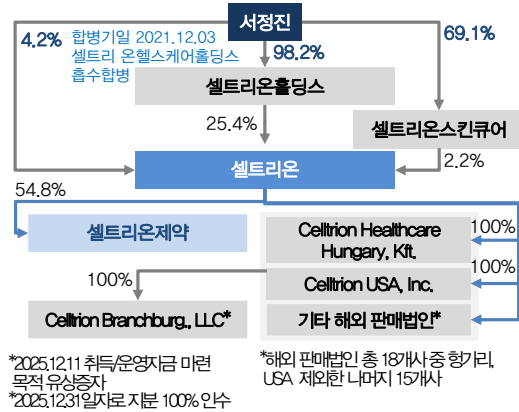 서정진
4.2%
합병기일 2021.12.03
셀트리 온헬스케어홀딩스
흡수합병
98.2%
69.1%
셀트리온홀딩스
25.4%
셀트리온스킨큐어
2.2%
셀트리온
54.8%
셀트리온제약
Celltrion Healthcare
Hungary, Kft.
100%
Celltrion USA, Inc.
100%
기타 해외 판매법인*
100%
Celltrion Branchburg., LLC*
*2025.12.11 취득/운영자금 마련
목적 유상증자
*2025.12.31일자로 지분 100% 인수
*해외 판매법인 총 18개사 중 헝가리,
USA 제외한 나머지 15개사